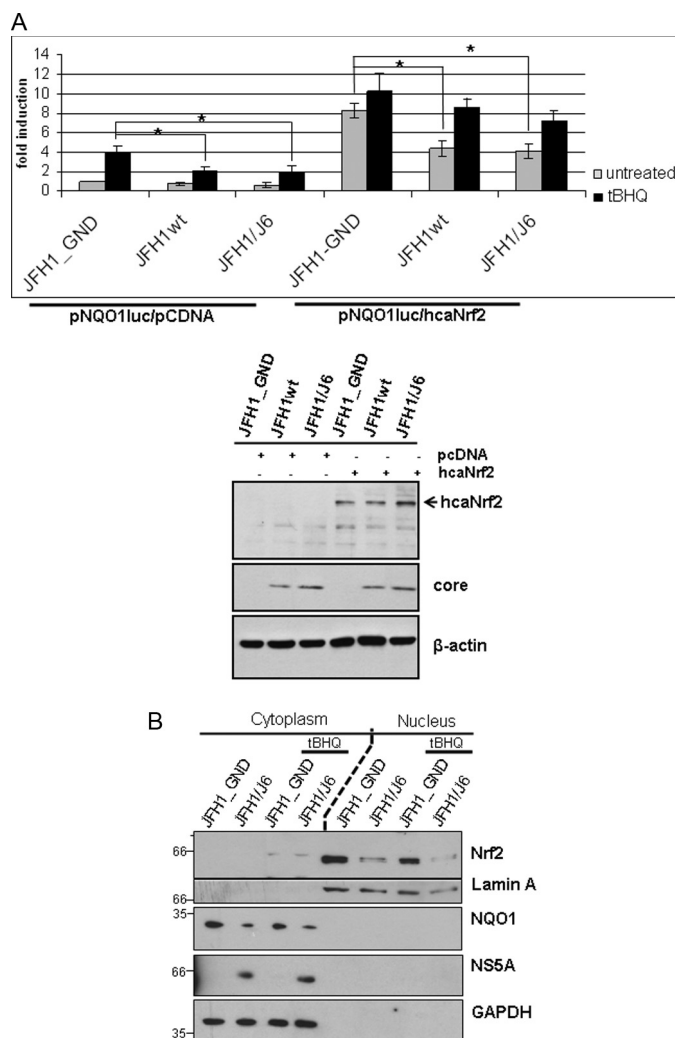 A
14
12
10
8
6
4
2
0
fold induction
* * * *
untreated
tBHQ
JFH1_GND JFH1wt JFH1/J6 JFH1-GND JFH1wt JFH1/J6
pNQO1luc/pCDNA pNQO1luc/hcaNrf2
JFH1_GND JFH1wt JFH1/J6 JFH1_GND JFH1wt JFH1/J6
+ + + - - - pcDNA
- - - + + + hcaNrf2
hcaNrf2
core
β-actin
B
Cytoplasm Nucleus
tBHQ tBHQ
JFH1_GND JFH1/J6 JFH1_GND JFH1/J6 JFH1_GND JFH1/J6 JFH1_GND JFH1/J6
66 Nrf2
66 Lamin A
35 NQO1
66 NS5A
35 GAPDH